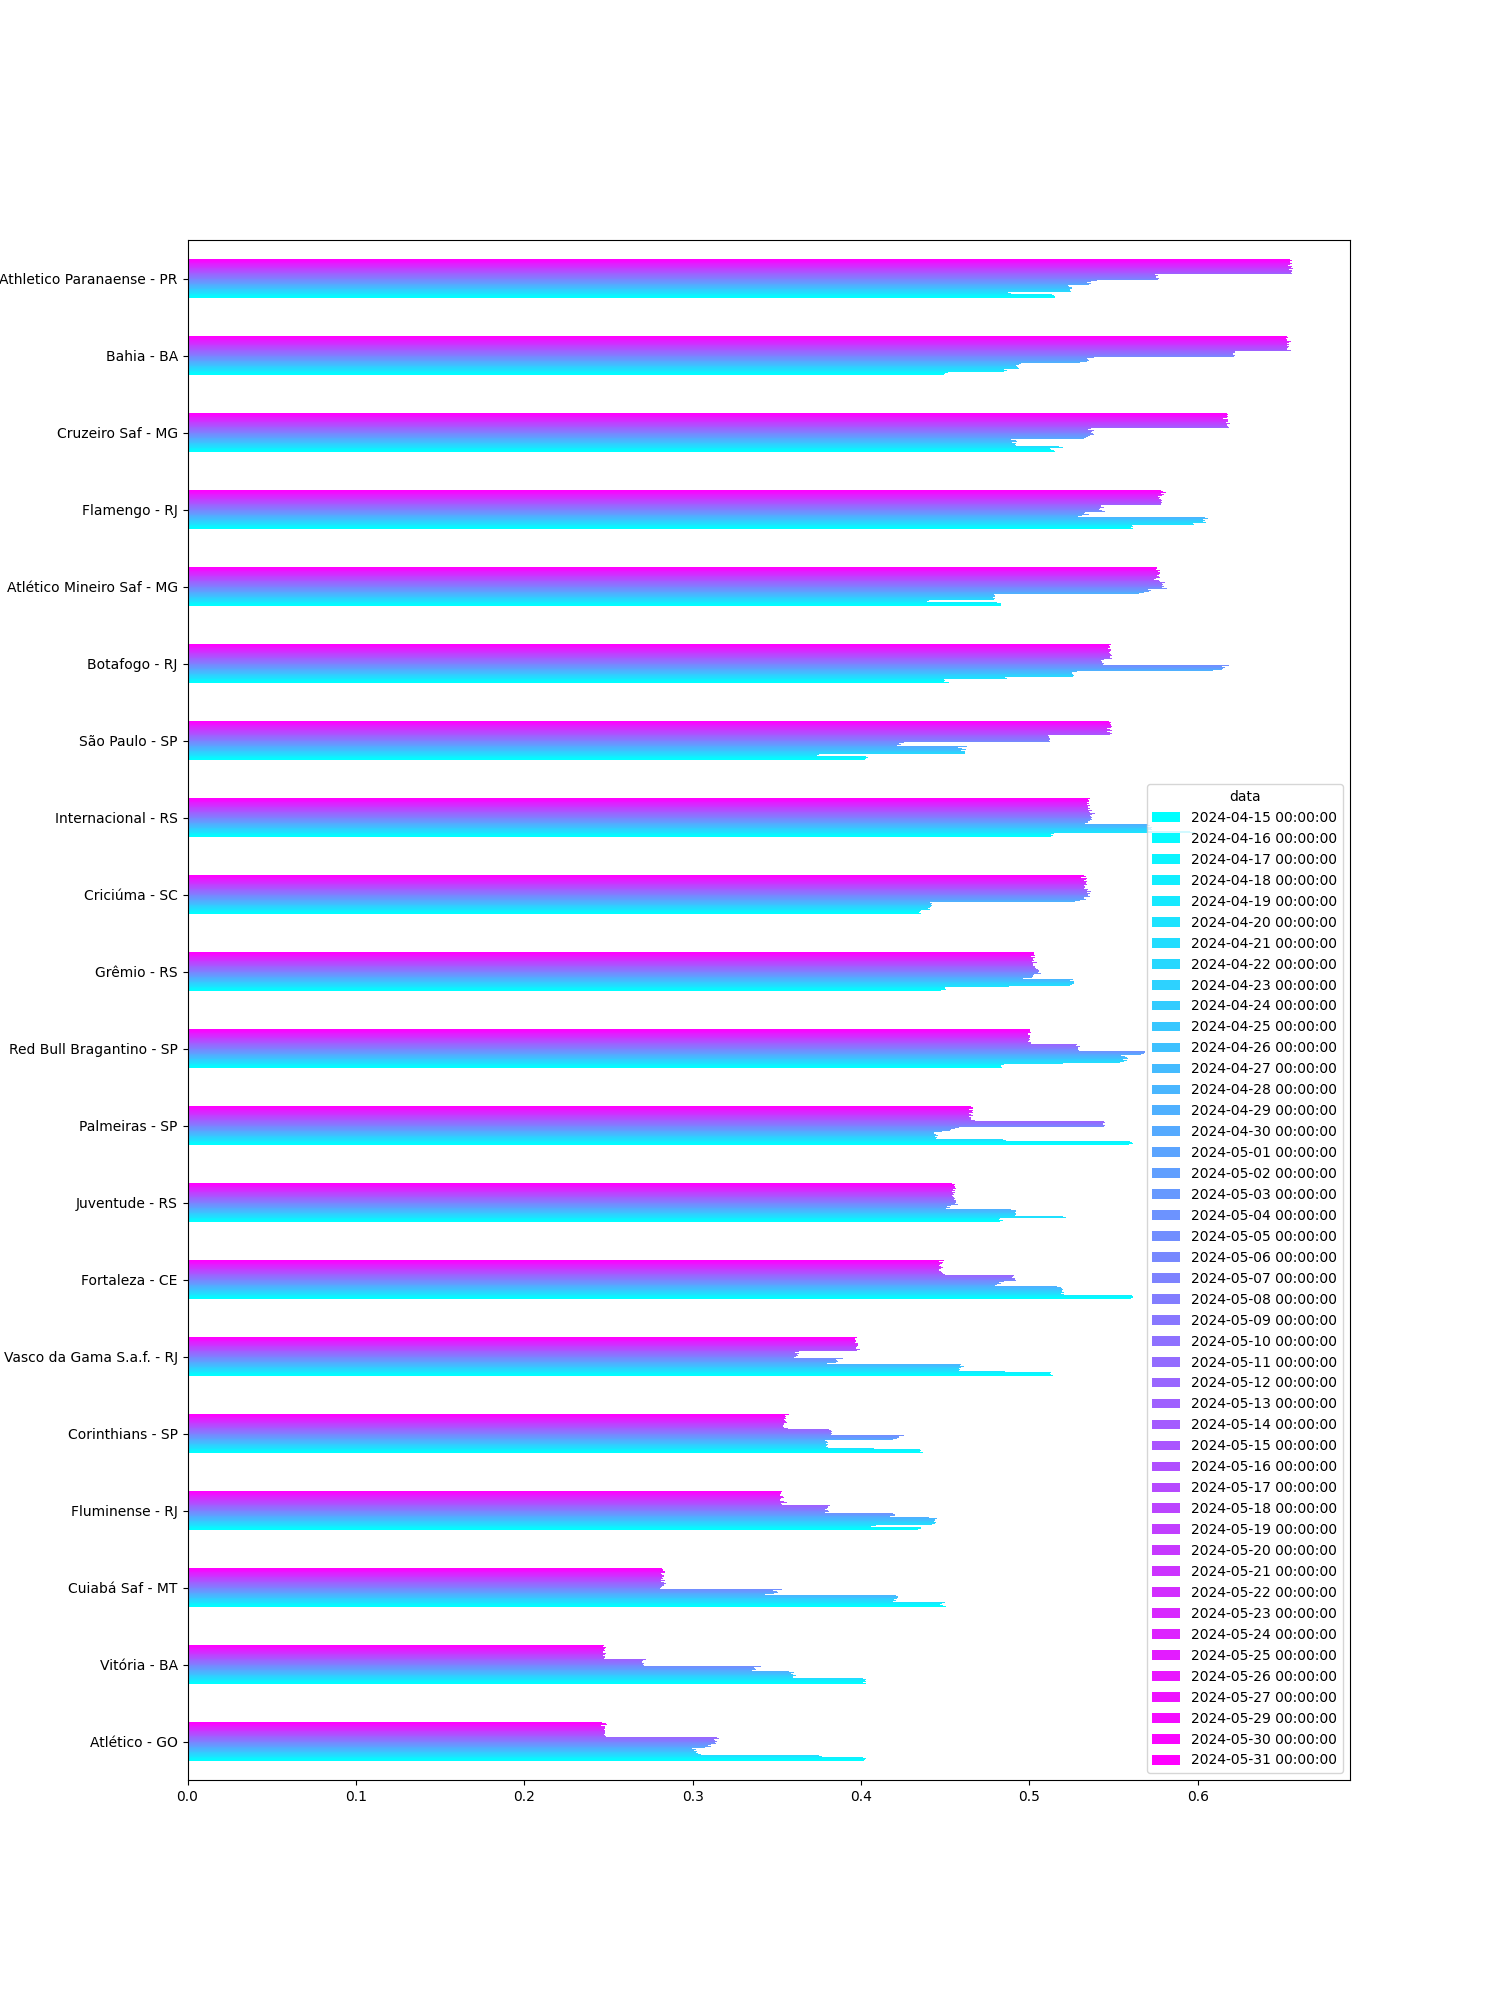 Athletico Paranaense - PR
Bahia - BA
Cruzeiro Saf - MG
Flamengo - RJ
Atlético Mineiro Saf - MG
Botafogo - RJ
São Paulo - SP
Internacional - RS
Criciúma - SC
Grêmio - RS
Red Bull Bragantino - SP
Palmeiras - SP
Juventude - RS
Fortaleza - CE
Vasco da Gama S.a.f. - RJ
Corinthians - SP
Fluminense - RJ
Cuiabá Saf - MT
Vitória - BA
Atlético - GO
data
2024-04-15 00:00:00
2024-04-16 00:00:00
2024-04-17 00:00:00
2024-04-18 00:00:00
2024-04-19 00:00:00
2024-04-20 00:00:00
2024-04-21 00:00:00
2024-04-22 00:00:00
2024-04-23 00:00:00
2024-04-24 00:00:00
2024-04-25 00:00:00
2024-04-26 00:00:00
2024-04-27 00:00:00
2024-04-28 00:00:00
2024-04-29 00:00:00
2024-04-30 00:00:00
2024-05-01 00:00:00
2024-05-02 00:00:00
2024-05-03 00:00:00
2024-05-04 00:00:00
2024-05-05 00:00:00
2024-05-06 00:00:00
2024-05-07 00:00:00
2024-05-08 00:00:00
2024-05-09 00:00:00
2024-05-10 00:00:00
2024-05-11 00:00:00
2024-05-12 00:00:00
2024-05-13 00:00:00
2024-05-14 00:00:00
2024-05-15 00:00:00
2024-05-16 00:00:00
2024-05-17 00:00:00
2024-05-18 00:00:00
2024-05-19 00:00:00
2024-05-20 00:00:00
2024-05-21 00:00:00
2024-05-22 00:00:00
2024-05-23 00:00:00
2024-05-24 00:00:00
2024-05-25 00:00:00
2024-05-26 00:00:00
2024-05-27 00:00:00
2024-05-29 00:00:00
2024-05-30 00:00:00
2024-05-31 00:00:00
0.0 0.1 0.2 0.3 0.4 0.5 0.6